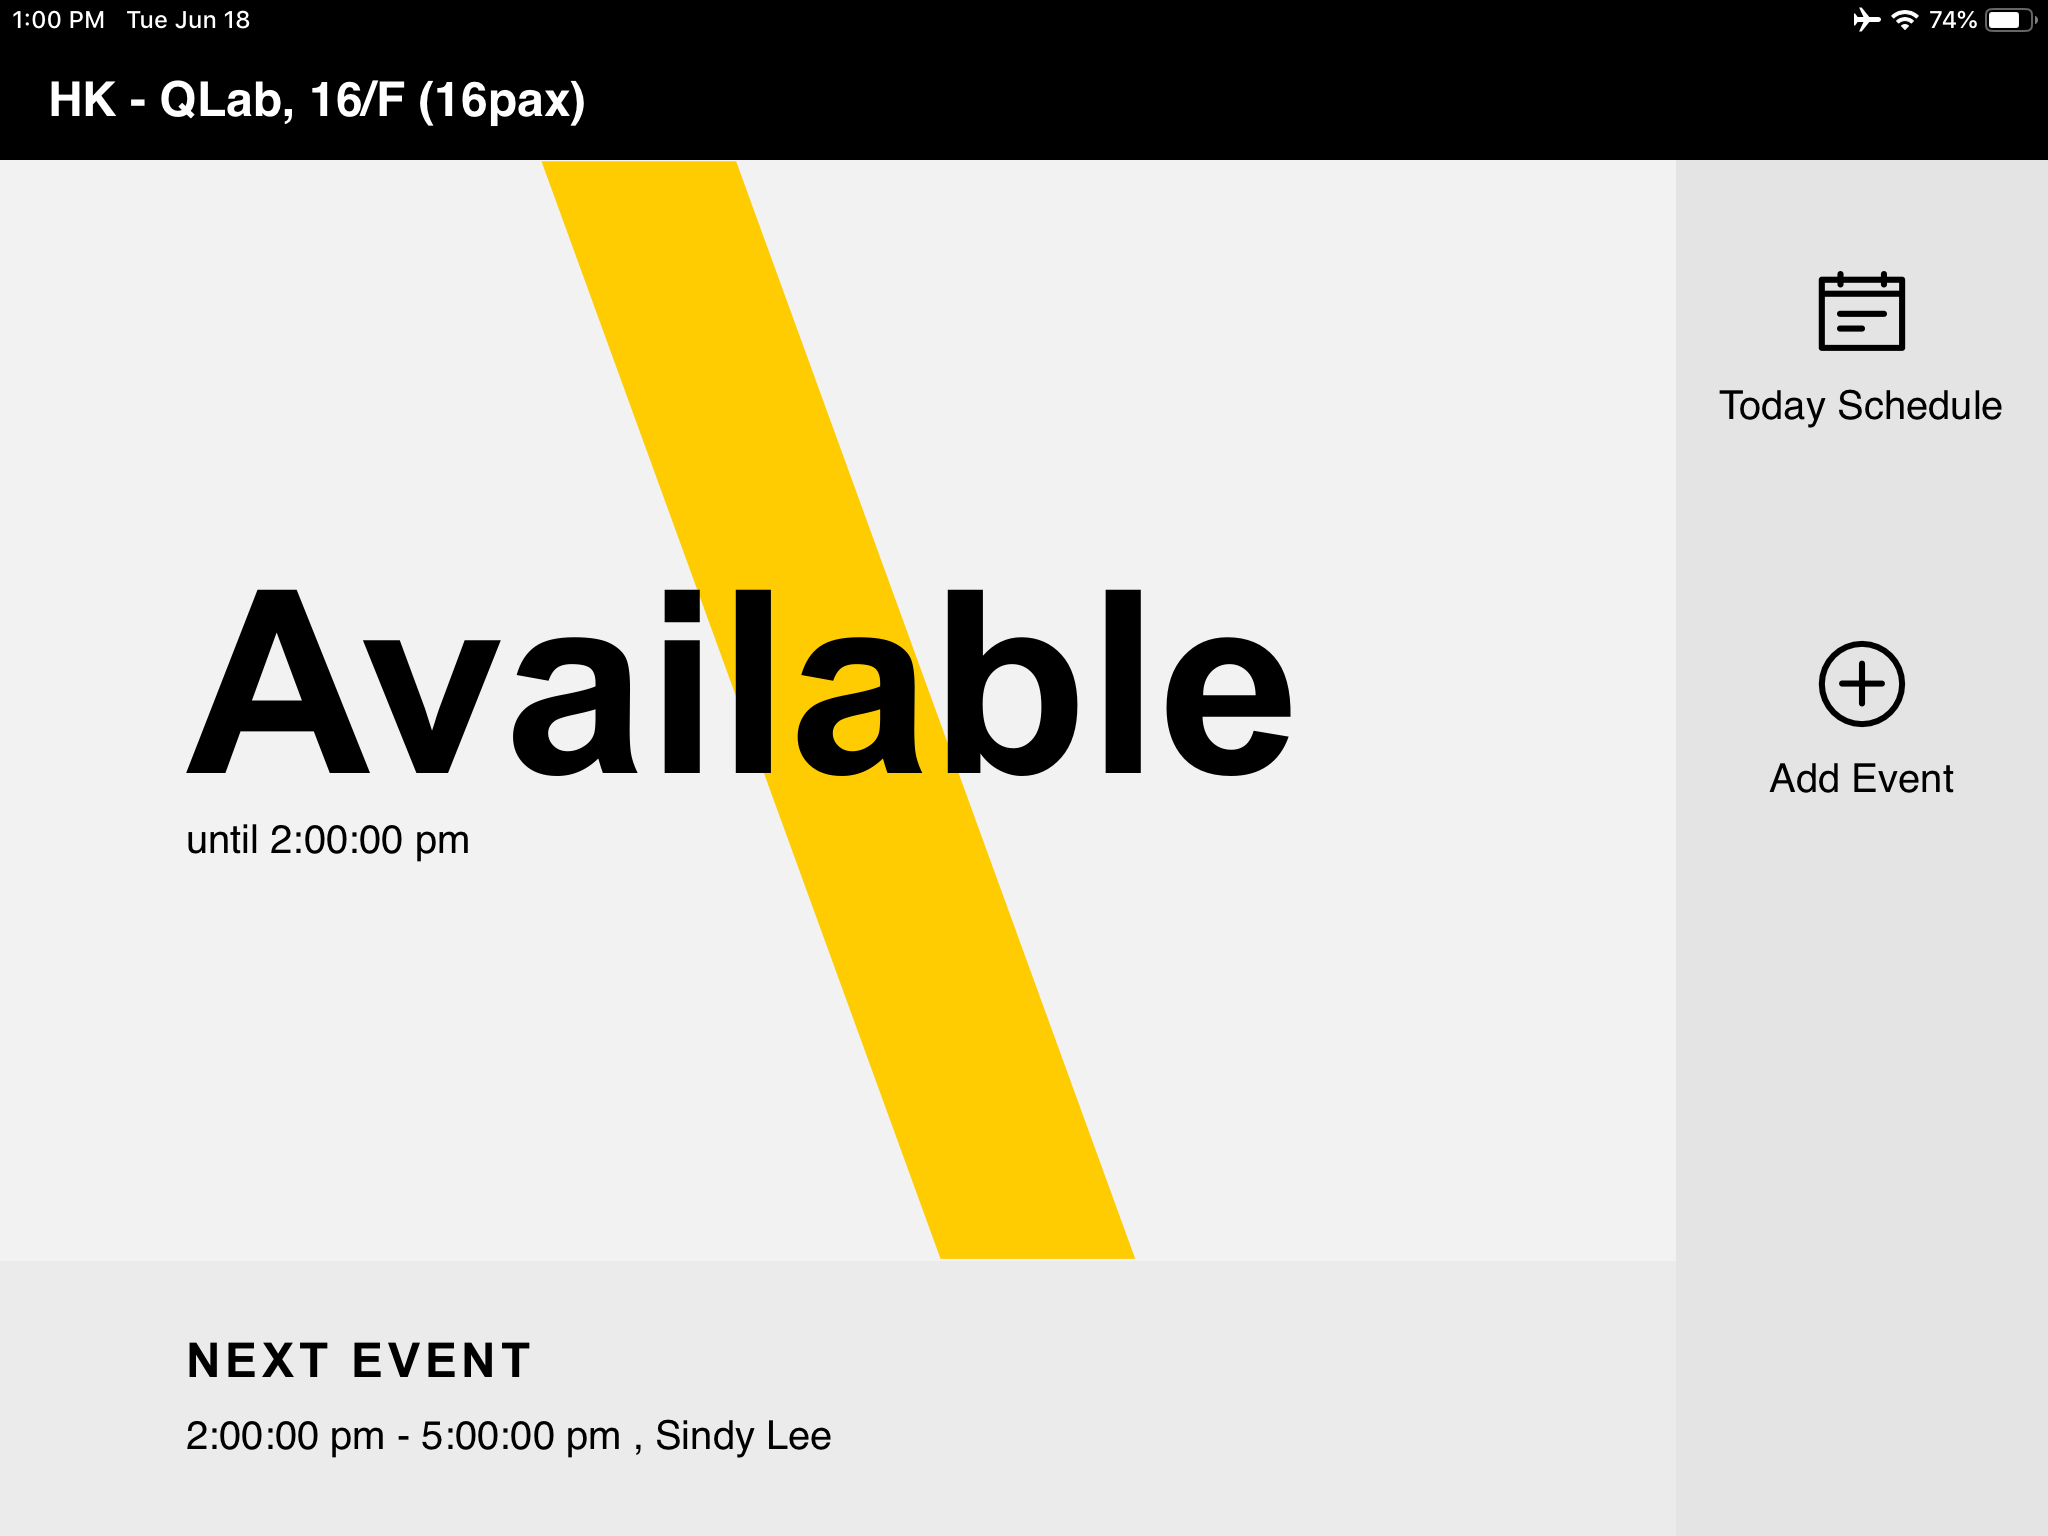 1:00 PM Tue Jun 18 74%
HK - QLab, 16/F (16pax)
Today Schedule
Available
until 2:00:00 pm
Add Event
NEXT EVENT
2:00:00 pm - 5:00:00 pm , Sindy Lee